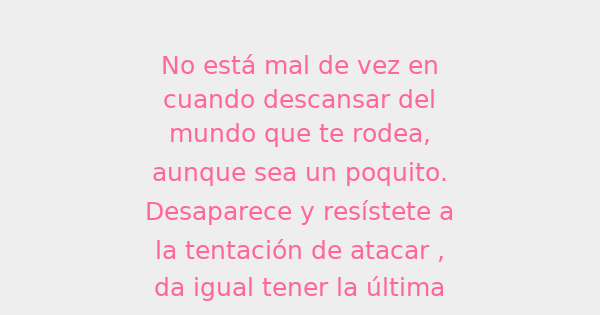 No está mal de vez en
cuando descansar del
mundo que te rodea,
aunque sea un poquito.
Desaparece y resístete a
la tentación de atacar ,
da igual tener la última